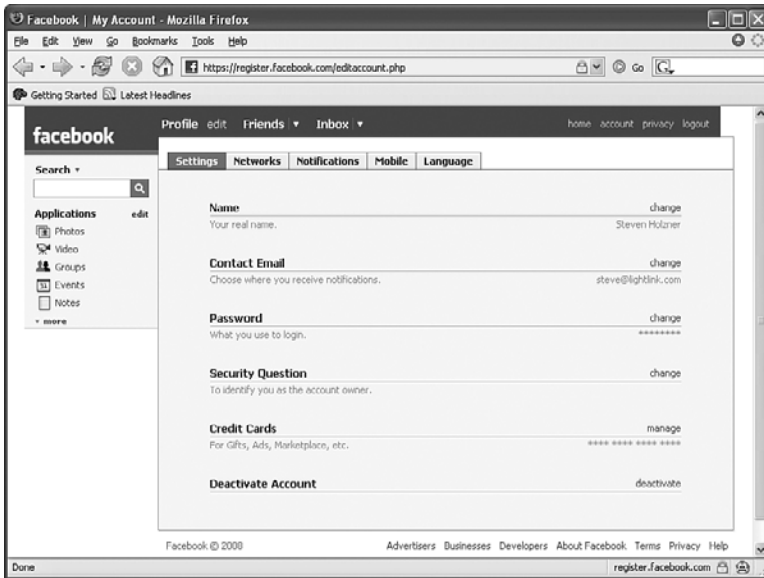 Facebook | My Account - Mozilla Firefox
File Edit View Go Bookmarks Tools Help
https://register.facebook.com/editaccount.php
Go
G
Getting Started Latest Headlines
facebook
Profile edit Friends Inbox
home account privacy logout
Search
Applications edit
Photos
Video
Groups
31 Events
Notes
more
Settings Networks Notifications Mobile Language
Name change
Your real name. Steven Holzner
Contact Email change
Choose where you receive notifications. steve@lightlink.com
Password change
What you use to login. ********
Security Question change
To identify you as the account owner.
Credit Cards manage
For Gifts, Ads, Marketplace, etc. **** **** **** ****
Deactivate Account deactivate
Facebook © 2008 Advertisers Businesses Developers About Facebook Terms Privacy Help
Done register.facebook.com